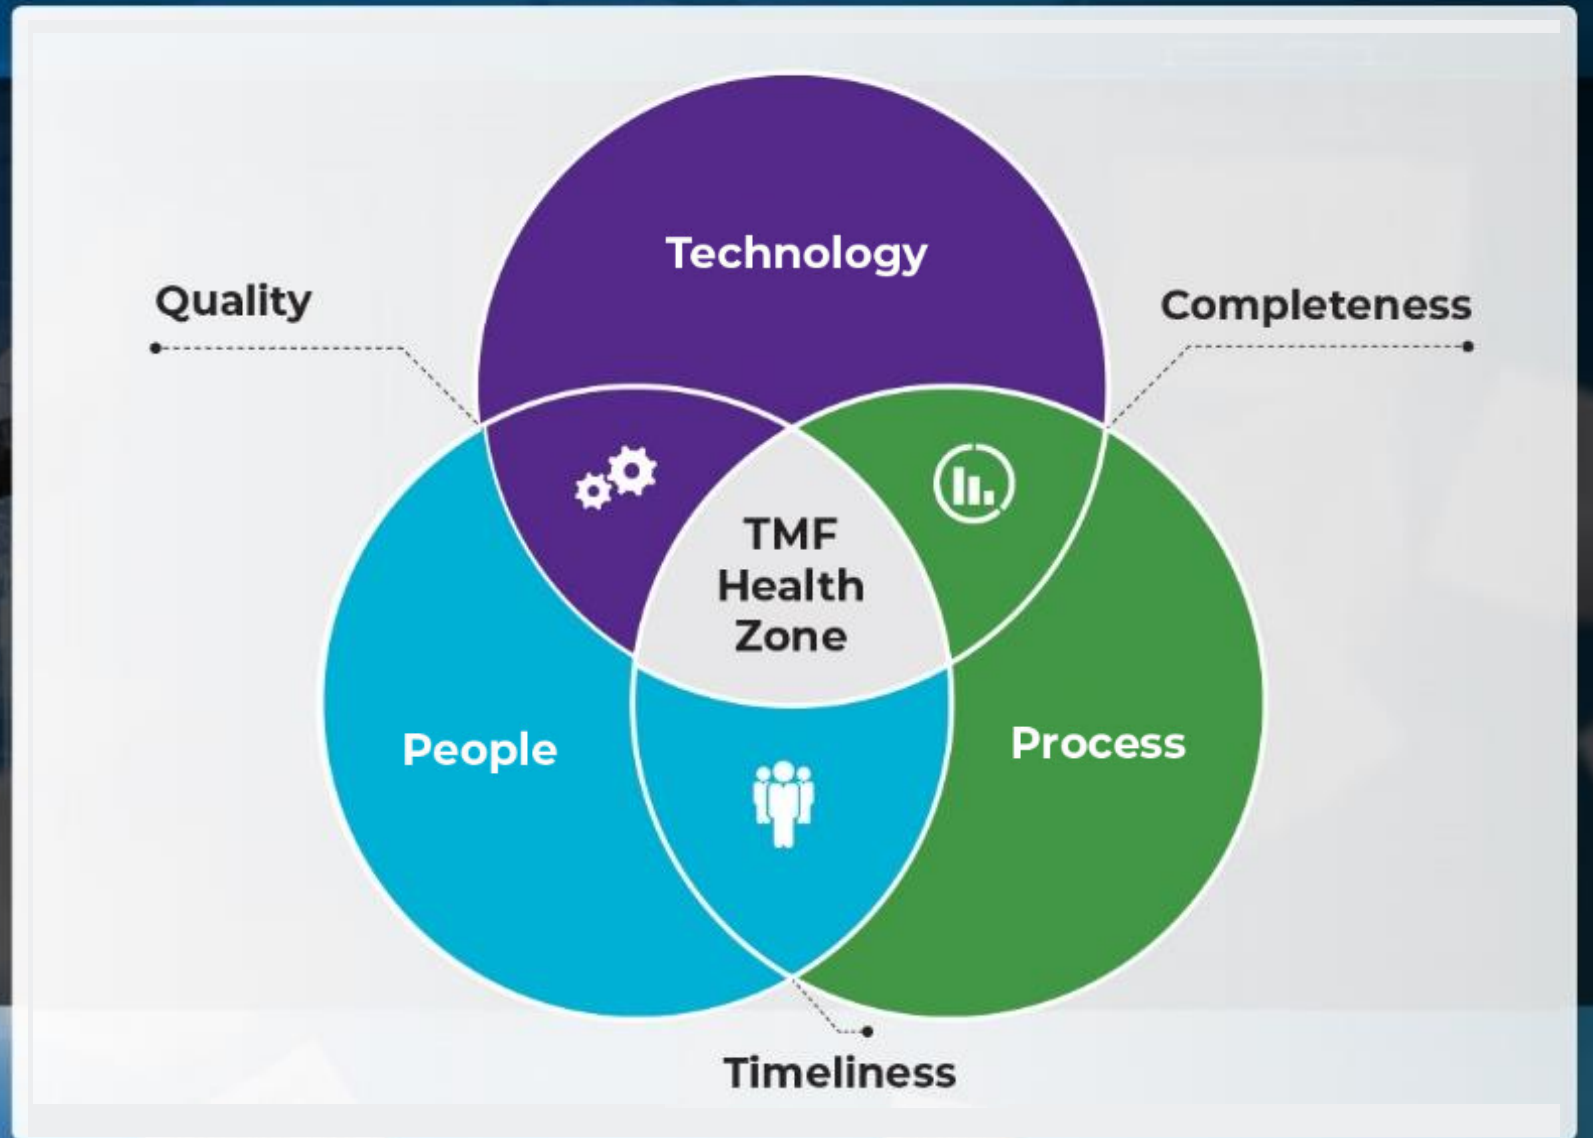 Technology
Quality
Completeness
TMF
Health
Zone
People
Process
Timeliness